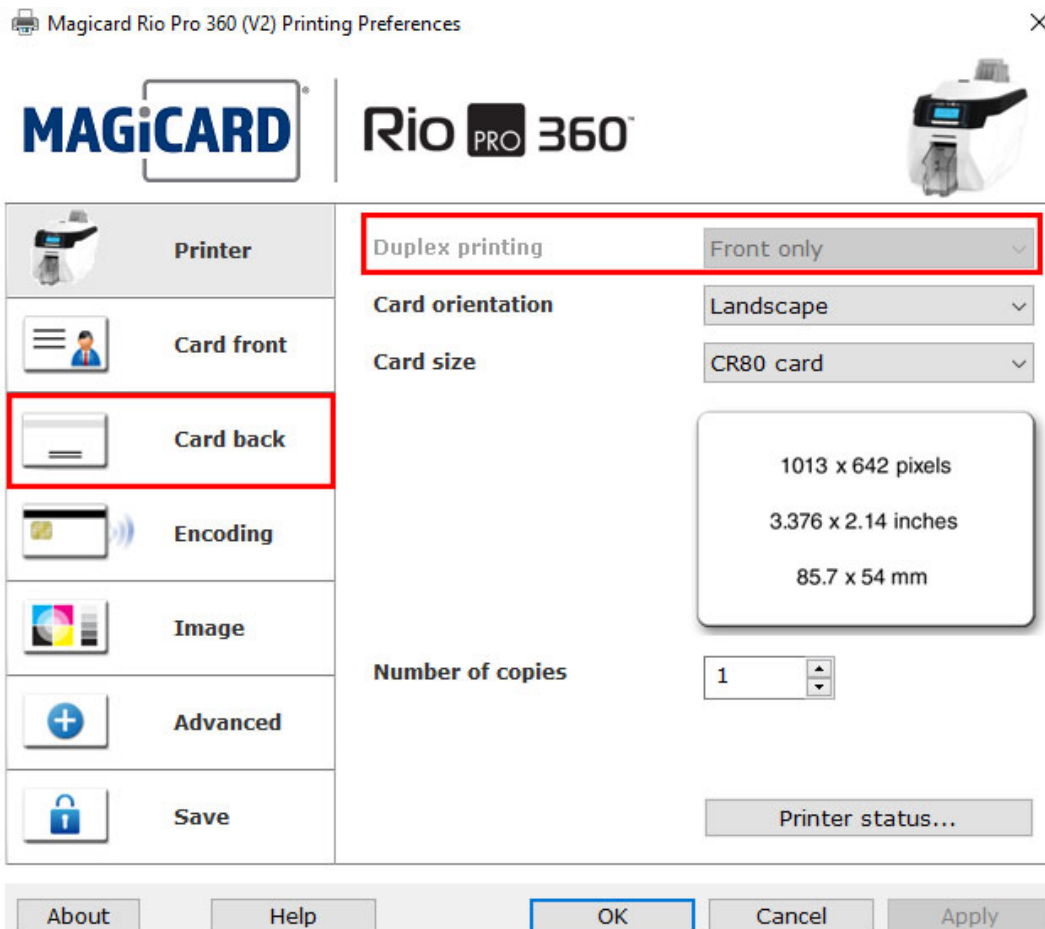 Magicard Rio Pro 360 (V2) Printing Preferences
MAGiCARD®
Rio PRO 360™
Printer
Duplex printing Front only
Card orientation Landscape
Card front
Card size CR80 card
Card back
1013 x 642 pixels
3.376 x 2.14 inches
85.7 x 54 mm
Encoding
Image
Number of copies 1
Advanced
Save
Printer status...
About Help OK Cancel Apply